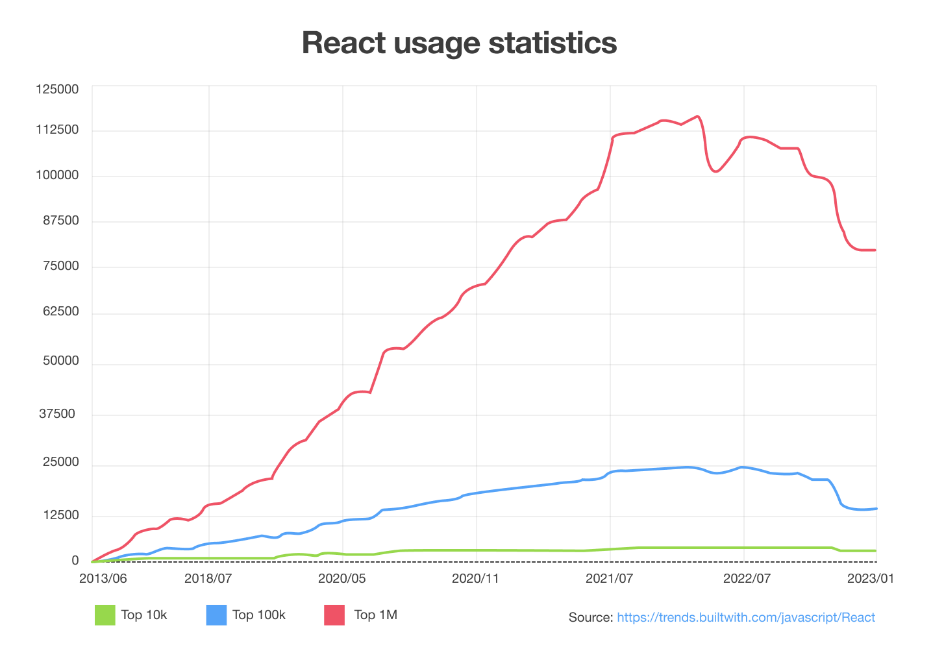 React usage statistics
125000
112500
100000
87500
75000
62500
50000
37500
25000
12500
0
2013/06 2018/07 2020/05 2020/11 2021/07 2022/07 2023/01
Top 10k Top 100k Top 1M
Source: https://trends.builtwith.com/javascript/React